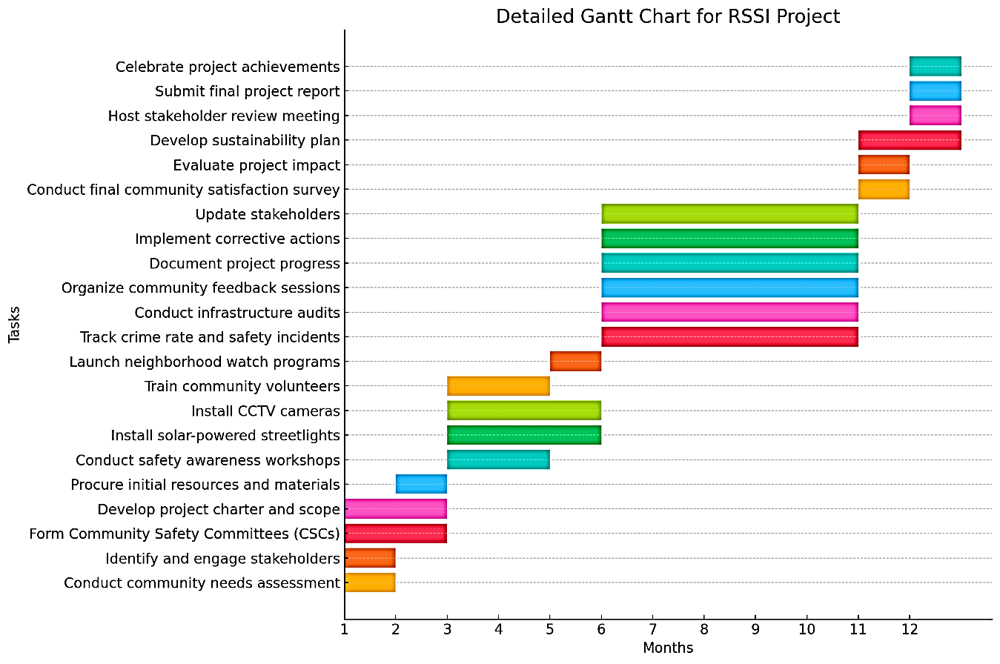 Detailed Gantt Chart for RSSI Project
Celebrate project achievements
Submit final project report
Host stakeholder review meeting
Develop sustainability plan
Evaluate project impact
Conduct final community satisfaction survey
Update stakeholders
Implement corrective actions
Document project progress
Organize community feedback sessions
Conduct infrastructure audits
Track crime rate and safety incidents
Launch neighborhood watch programs
Train community volunteers
Install CCTV cameras
Install solar-powered streetlights
Conduct safety awareness workshops
Procure initial resources and materials
Develop project charter and scope
Form Community Safety Committees (CSCs)
Identify and engage stakeholders
Conduct community needs assessment
Tasks
1 2 3 4 5 6 7 8 9 10 11 12
Months